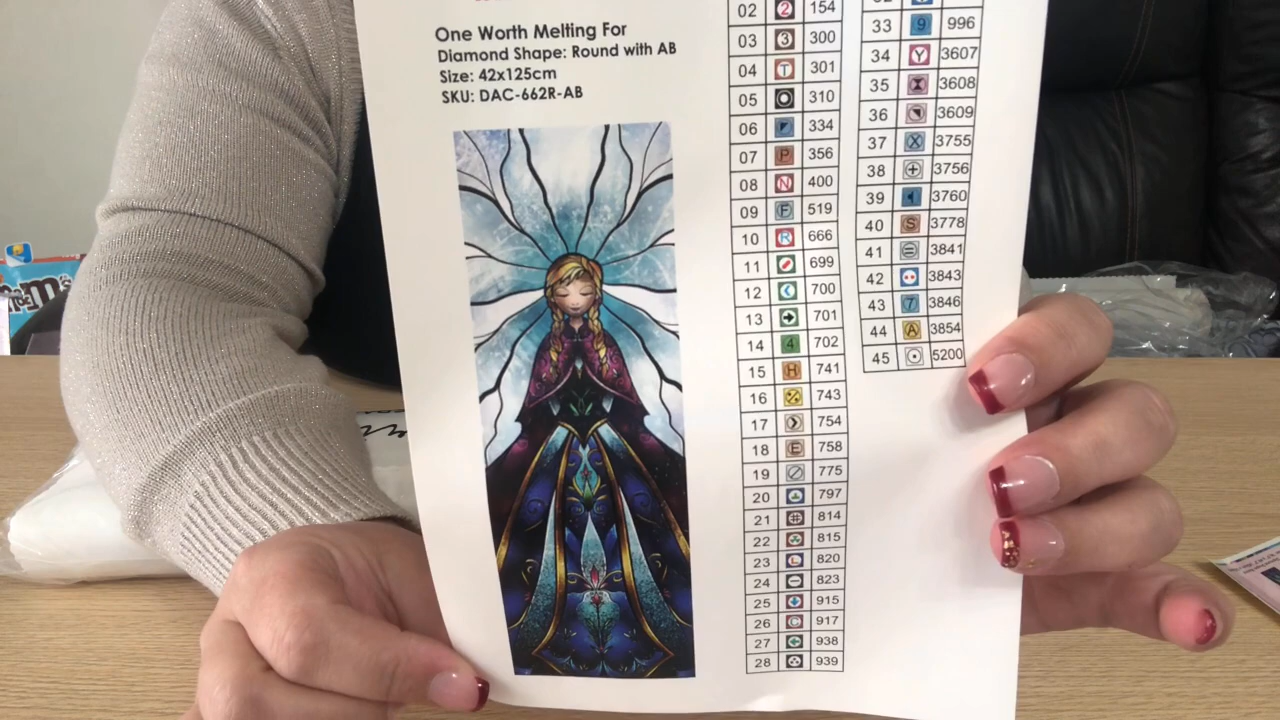 One Worth Melting For
Diamond Shape: Round with AB
Size: 42x125cm
SKU: DAC-662R-AB
02 2 154
03 3 300
04 T 301
05 310
06 334
07 P 356
08 N 400
09 F 519
10 R 666
11 699
12 700
13 701
14 4 702
15 H 741
16 743
17 754
18 E 758
19 775
20 797
21 814
22 815
23 L 820
24 823
25 915
26 C 917
27 938
28 939
33 9 996
34 Y 3607
35 3608
36 3609
37 X 3755
38 3756
39 3760
40 S 3778
41 3841
42 3843
43 7 3846
44 A 3854
45 5200